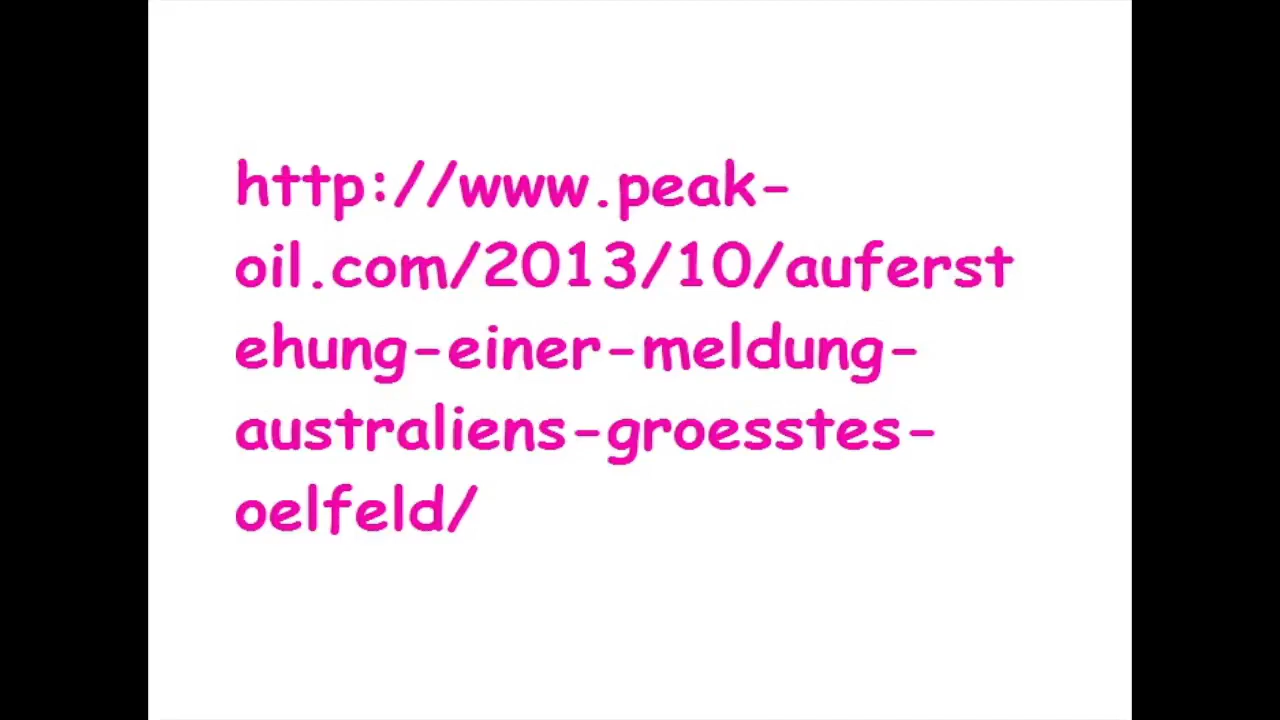 http://www.peak-
oil.com/2013/10/auferst
ehung-einer-meldung-
australiens-groesstes-
oelfeld/